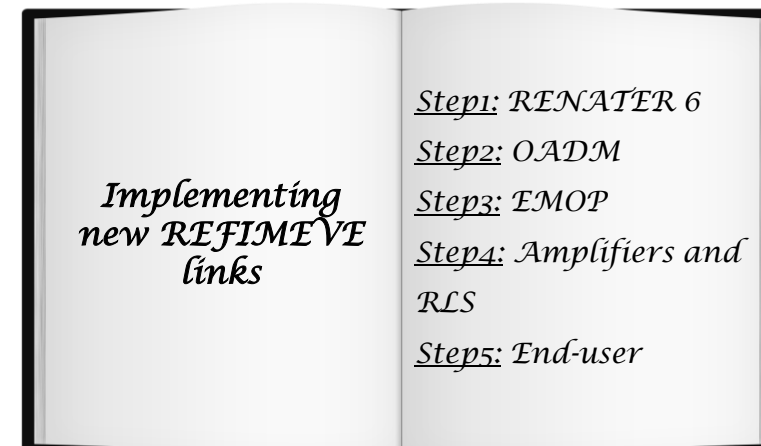 Implementing
new REFIMEVE
links
Step1: RENATER 6
Step2: OADM
Step3: EMOP
Step4: Amplifiers and
RLS
Step5: End-user